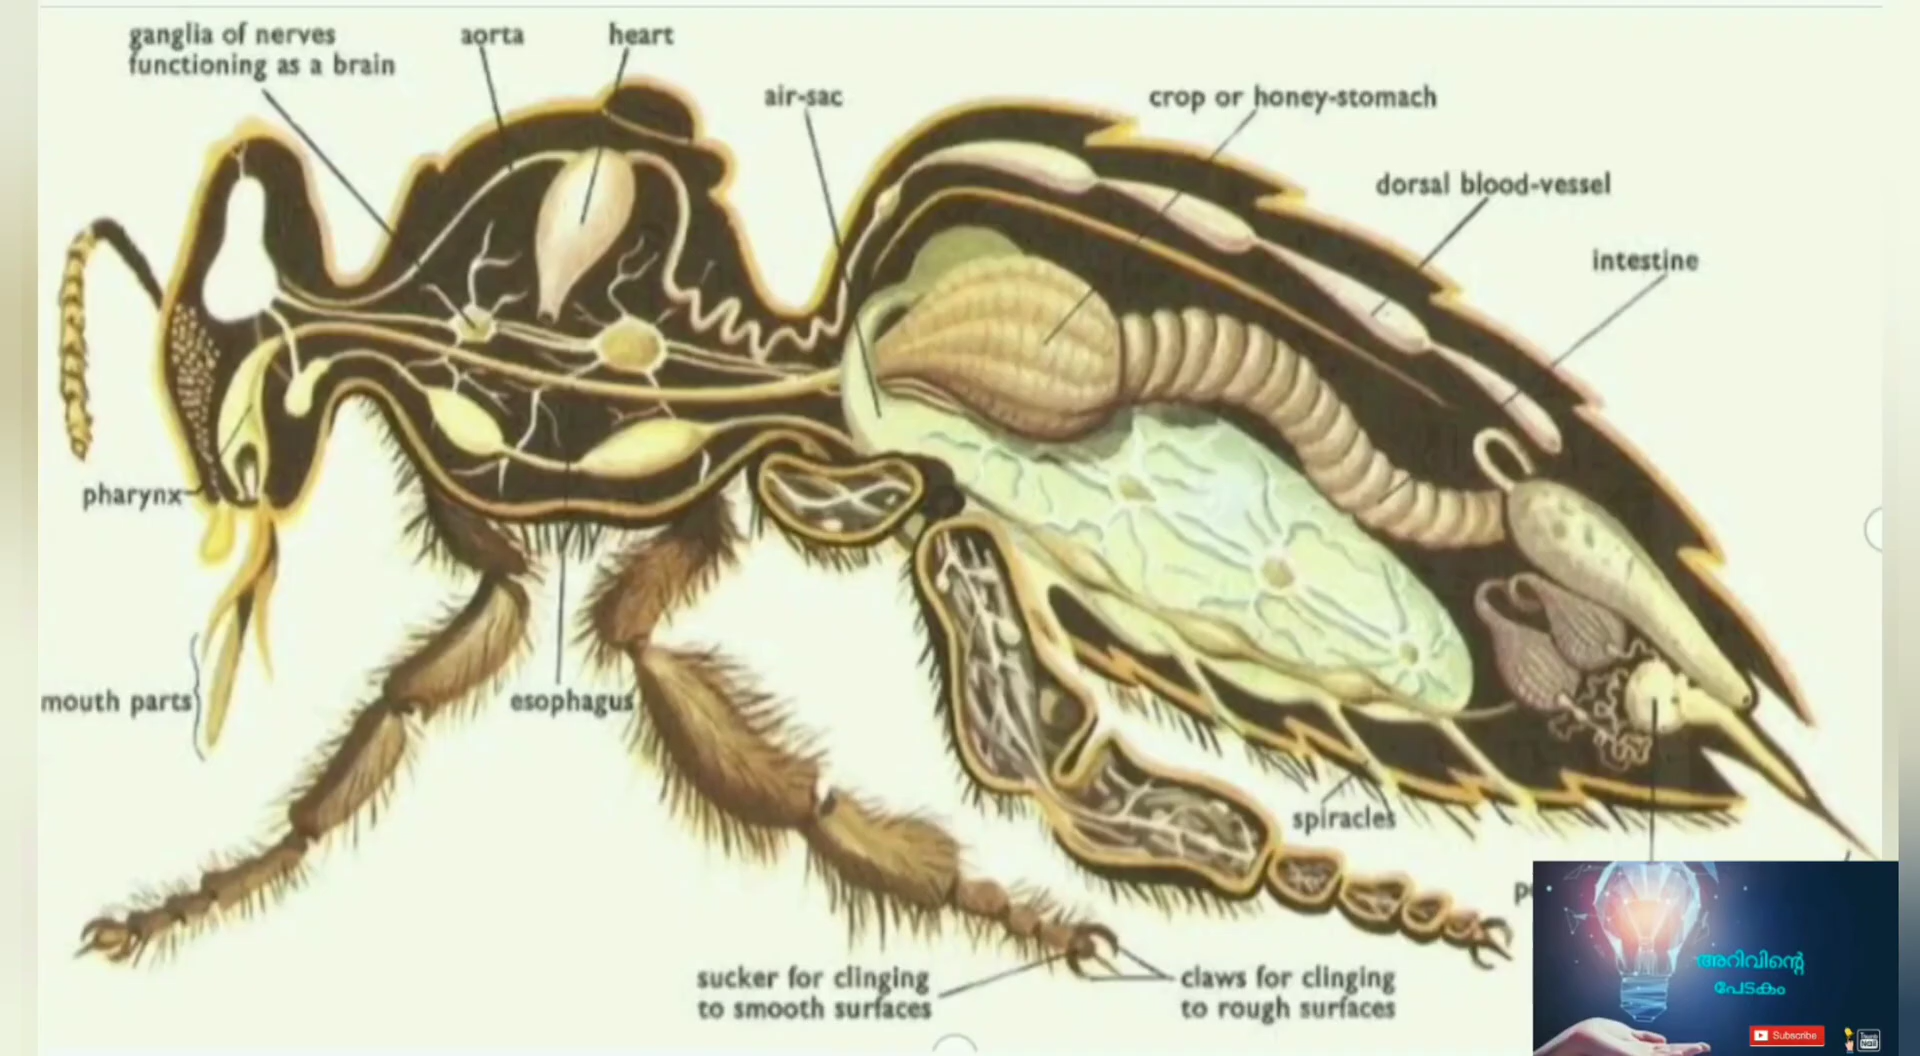 ganglia of nerves
functioning as a brain
aorta
heart
air-sac
crop or honey-stomach
dorsal blood-vessel
intestine
pharynx
mouth parts
esophagus
spiracles
sucker for clinging
to smooth surfaces
claws for clinging
to rough surfaces
അറിവിന്റെ
പേടകം
Subscribe